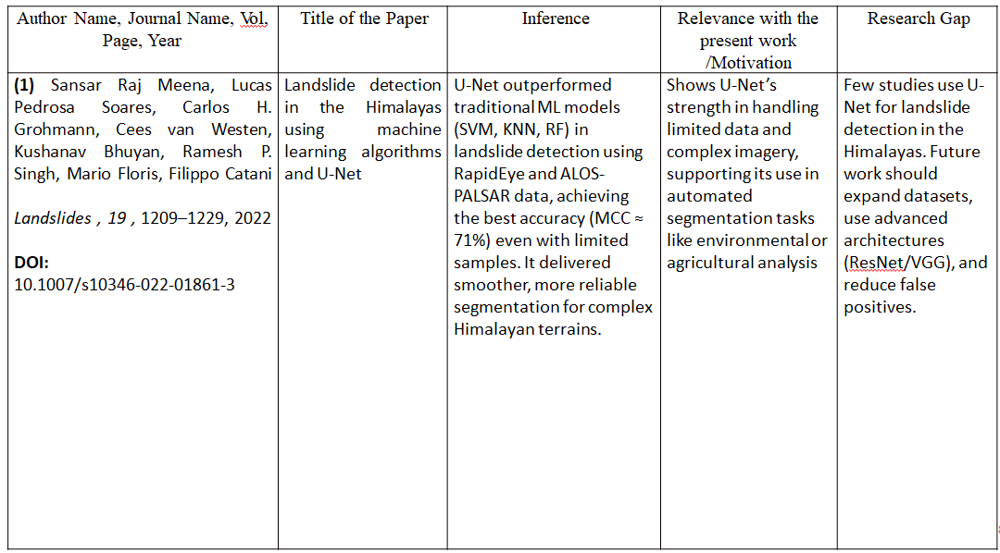 Author Name, Journal Name, Vol,
Page, Year
Title of the Paper
Inference
Relevance with the
present work
/Motivation
Research Gap
(1) Sansar Raj Meena, Lucas
Pedrosa Soares, Carlos H.
Grohmann, Cees van Westen,
Kushanav Bhuyan, Ramesh P.
Singh, Mario Floris, Filippo Catani
Landslides , 19 , 1209–1229, 2022
DOI:
10.1007/s10346-022-01861-3
Landslide detection
in the Himalayas
using machine
learning algorithms
and U-Net
U-Net outperformed
traditional ML models
(SVM, KNN, RF) in
landslide detection using
RapidEye and ALOS-
PALSAR data, achieving
the best accuracy (MCC ≈
71%) even with limited
samples. It delivered
smoother, more reliable
segmentation for complex
Himalayan terrains.
Shows U-Net’s
strength in handling
limited data and
complex imagery,
supporting its use in
automated
segmentation tasks
like environmental or
agricultural analysis
Few studies use U-
Net for landslide
detection in the
Himalayas. Future
work should
expand datasets,
use advanced
architectures
(ResNet/VGG), and
reduce false
positives.